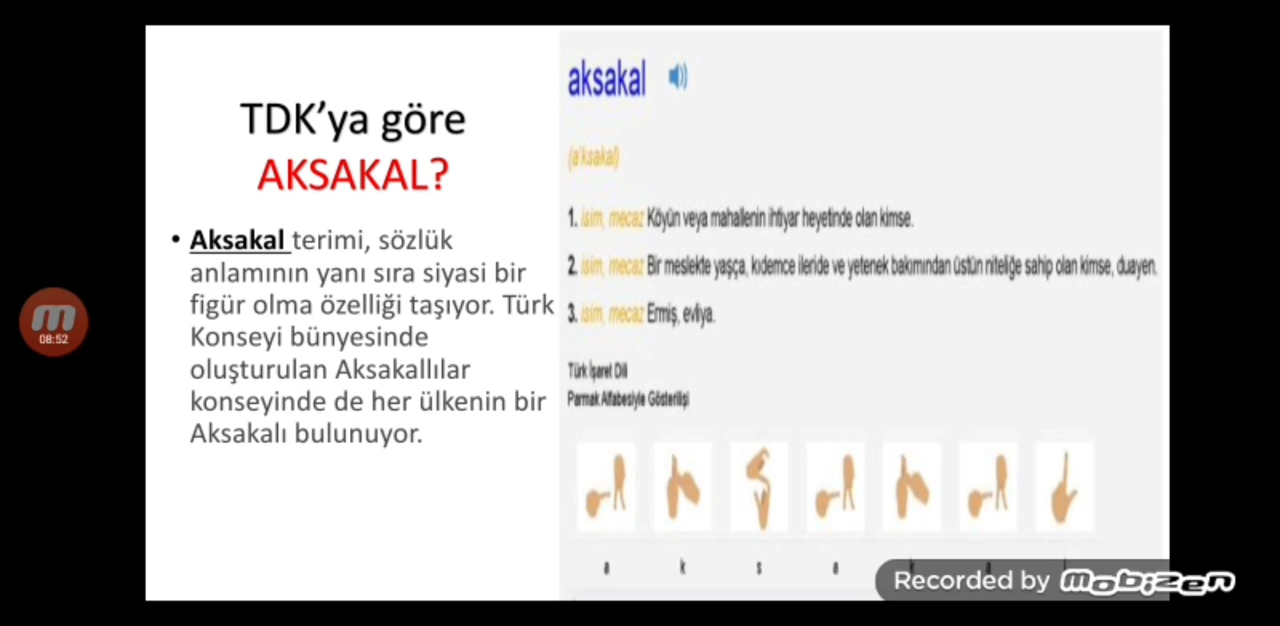 TDK’ya göre
AKSAKAL?
• Aksakal terimi, sözlük
anlamının yanı sıra siyasi bir
figür olma özelliği taşıyor. Türk
Konseyi bünyesinde
oluşturulan Aksakallılar
konseyinde de her ülkenin bir
Aksakalı bulunuyor.
aksakal
(a'ksakal)
1. isim, mecaz Köyün veya mahallenin ihtiyar heyetinde olan kimse.
2. isim, mecaz Bir meslekte yaşça, kıdemce ileride ve yetenek bakımından üstün niteliğe sahip olan kimse, duayen.
3. isim, mecaz Ermiş, evliya.
Türk İşaret Dili
Parmak Alfabesiyle Gösterilişi
a k s a k a
m
08:52
Recorded by mobizen